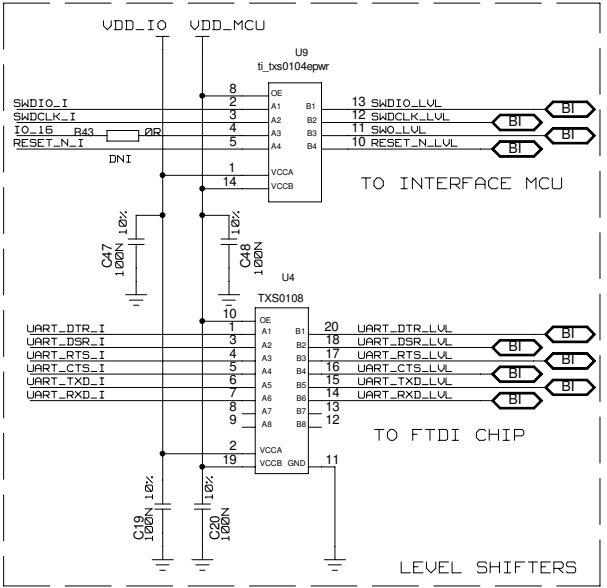 VDD_IO VDD_MCU
U9
ti_txs0104epwr
8 OE
SWDIO_I 2 A1 B1 13 SWDIO_LVL BI
SWDCLK_I 3 A2 B2 12 SWDCLK_LVL BI
IO_16 R43 0R 4 A3 B3 11 SWO_LVL BI
RESET_N_I 5 A4 B4 10 RESET_N_LVL BI
DNI
1 VCCA
14 VCCB
TO INTERFACE MCU
C47 100N 10%
C48 100N 10%
U4
TXS0108
10 OE
UART_DTR_I 1 A1 B1 20 UART_DTR_LVL BI
UART_DSR_I 3 A2 B2 18 UART_DSR_LVL BI
UART_RTS_I 4 A3 B3 17 UART_RTS_LVL BI
UART_CTS_I 5 A4 B4 16 UART_CTS_LVL BI
UART_TXD_I 6 A5 B5 15 UART_TXD_LVL BI
UART_RXD_I 7 A6 B6 14 UART_RXD_LVL BI
8 A7 B7 13
9 A8 B8 12
TO FTDI CHIP
2 VCCA
19 VCCB GND 11
C19 100N 10%
C20 100N 10%
LEVEL SHIFTERS